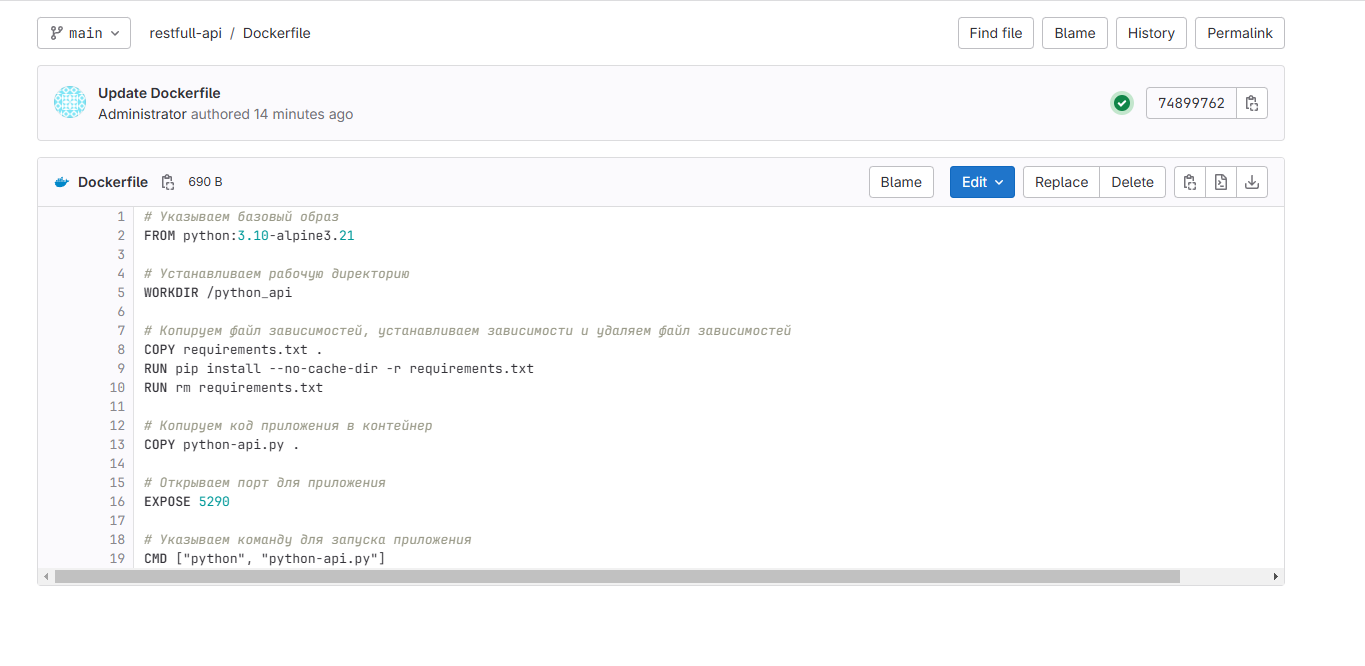 main
restfull-api / Dockerfile
Find file
Blame
History
Permalink
Update Dockerfile
Administrator authored 14 minutes ago
74899762
Dockerfile
690 B
Blame
Edit
Replace
Delete
1 # Указываем базовый образ
2 FROM python:3.10-alpine3.21
3
4 # Устанавливаем рабочую директорию
5 WORKDIR /python_api
6
7 # Копируем файл зависимостей, устанавливаем зависимости и удаляем файл зависимостей
8 COPY requirements.txt .
9 RUN pip install --no-cache-dir -r requirements.txt
10 RUN rm requirements.txt
11
12 # Копируем код приложения в контейнер
13 COPY python-api.py .
14
15 # Открываем порт для приложения
16 EXPOSE 5290
17
18 # Указываем команду для запуска приложения
19 CMD ["python", "python-api.py"]